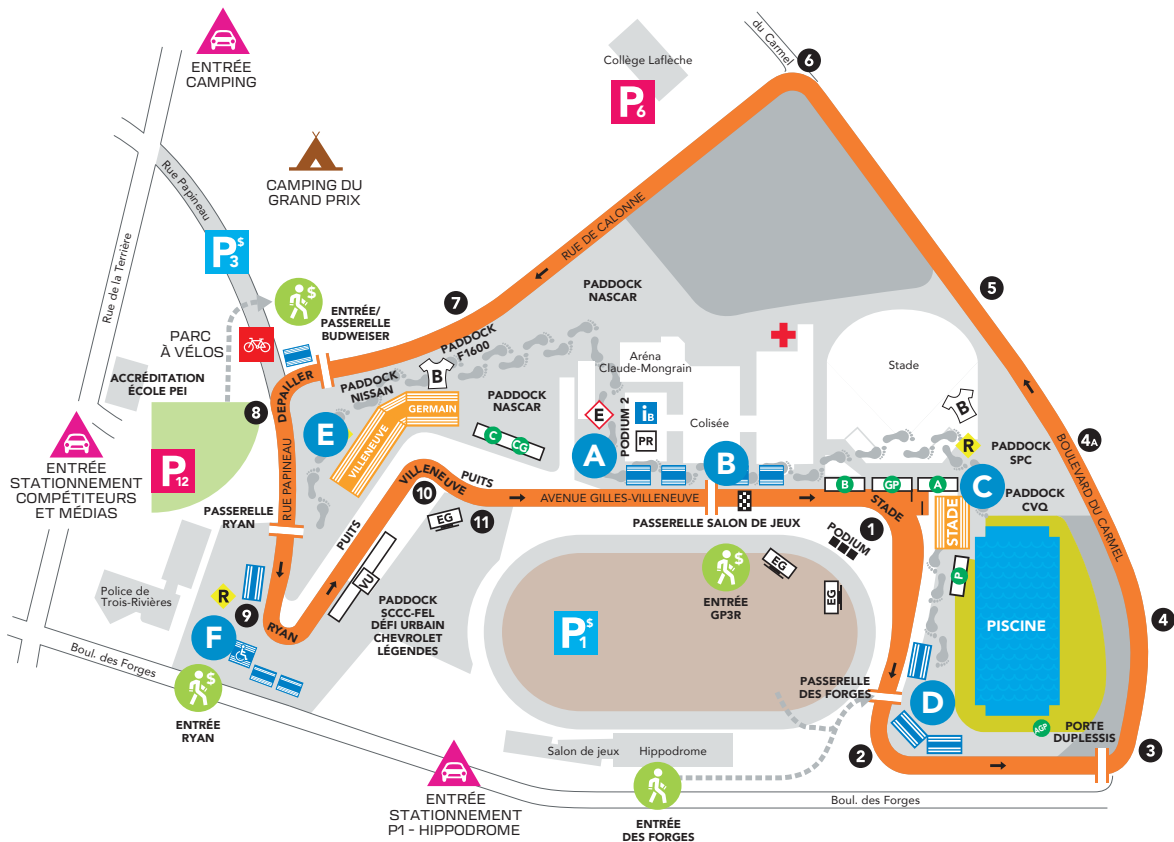 ENTRÉE
CAMPING
Collège Laflèche
P6
du Carmel
6
Rue Papineau
CAMPING DU
GRAND PRIX
Rue de la Terrière
P$3
$
RUE DE CALONNE
ENTRÉE/
PASSERELLE
BUDWEISER
7
5
PADDOCK
NASCAR
PARC
À VÉLOS
PADDOCK
F1600
B
PADDOCK
NISSAN
Aréna
Claude-Mongrain
Stade
ACCRÉDITATION
ÉCOLE PEI
DEPAILLER
8
E
GERMAIN
VILLENEUVE
PADDOCK
NASCAR
C
CG
E
PODIUM 2
iB
PR
Colisée
B
R
4A
PADDOCK
SPC
ENTRÉE
STATIONNEMENT
COMPÉTITEURS
ET MÉDIAS
P12
RUE PAPINEAU
A
B
B
GP
A
C
PADDOCK
CVQ
BOULEVARD DU CARMEL
VILLENEUVE
PUITS
10
AVENUE GILLES-VILLENEUVE
STADE
STADE
PASSERELLE
RYAN
PUITS
EG
11
PASSERELLE SALON DE JEUX
1
PODIUM
VU
EG
EG
P
$
ENTRÉE
GP3R
Police de
Trois-Rivières
R
9
RYAN
PADDOCK
SCCC-FEL
DÉFI URBAIN
CHEVROLET
LÉGENDES
P$1
PISCINE
4
F
Boul. des Forges
$
ENTRÉE
RYAN
PASSERELLE
DES FORGES
D
AGP
PORTE
DUPLESSIS
Salon de jeux
Hippodrome
2
3
ENTRÉE
STATIONNEMENT
P1 - HIPPODROME
ENTRÉE
DES FORGES
Boul. des Forges